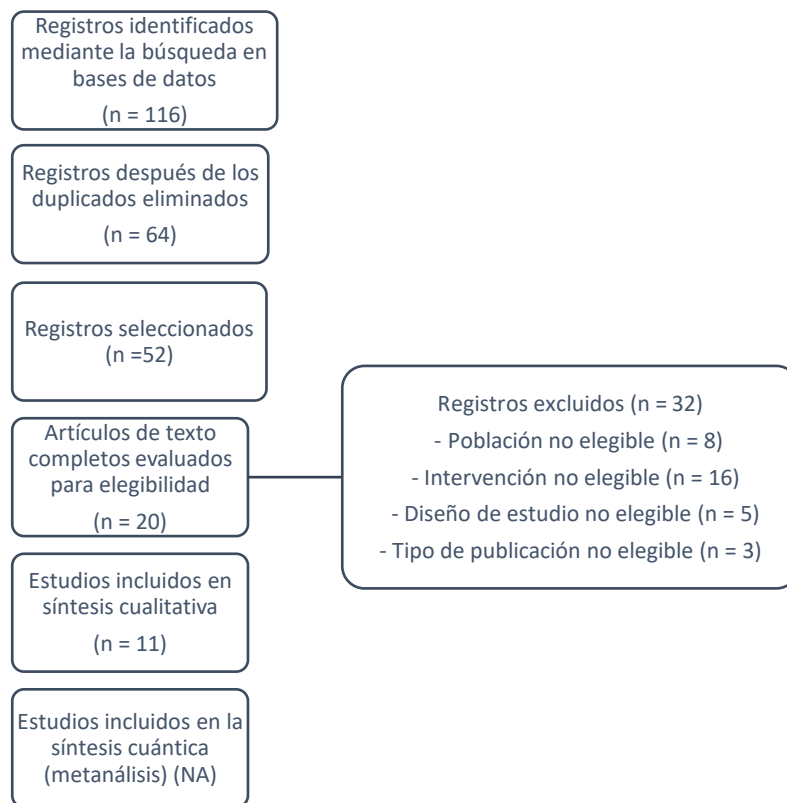 Registros identificados
mediante la búsqueda en
bases de datos
(n = 116)
Registros después de los
duplicados eliminados
(n = 64)
Registros seleccionados
(n =52)
Artículos de texto
completos evaluados
para elegibilidad
(n = 20)
Registros excluidos (n = 32)
- Población no elegible (n = 8)
- Intervención no elegible (n = 16)
- Diseño de estudio no elegible (n = 5)
- Tipo de publicación no elegible (n = 3)
Estudios incluidos en
síntesis cualitativa
(n = 11)
Estudios incluidos en la
síntesis cuántica
(metanálisis) (NA)